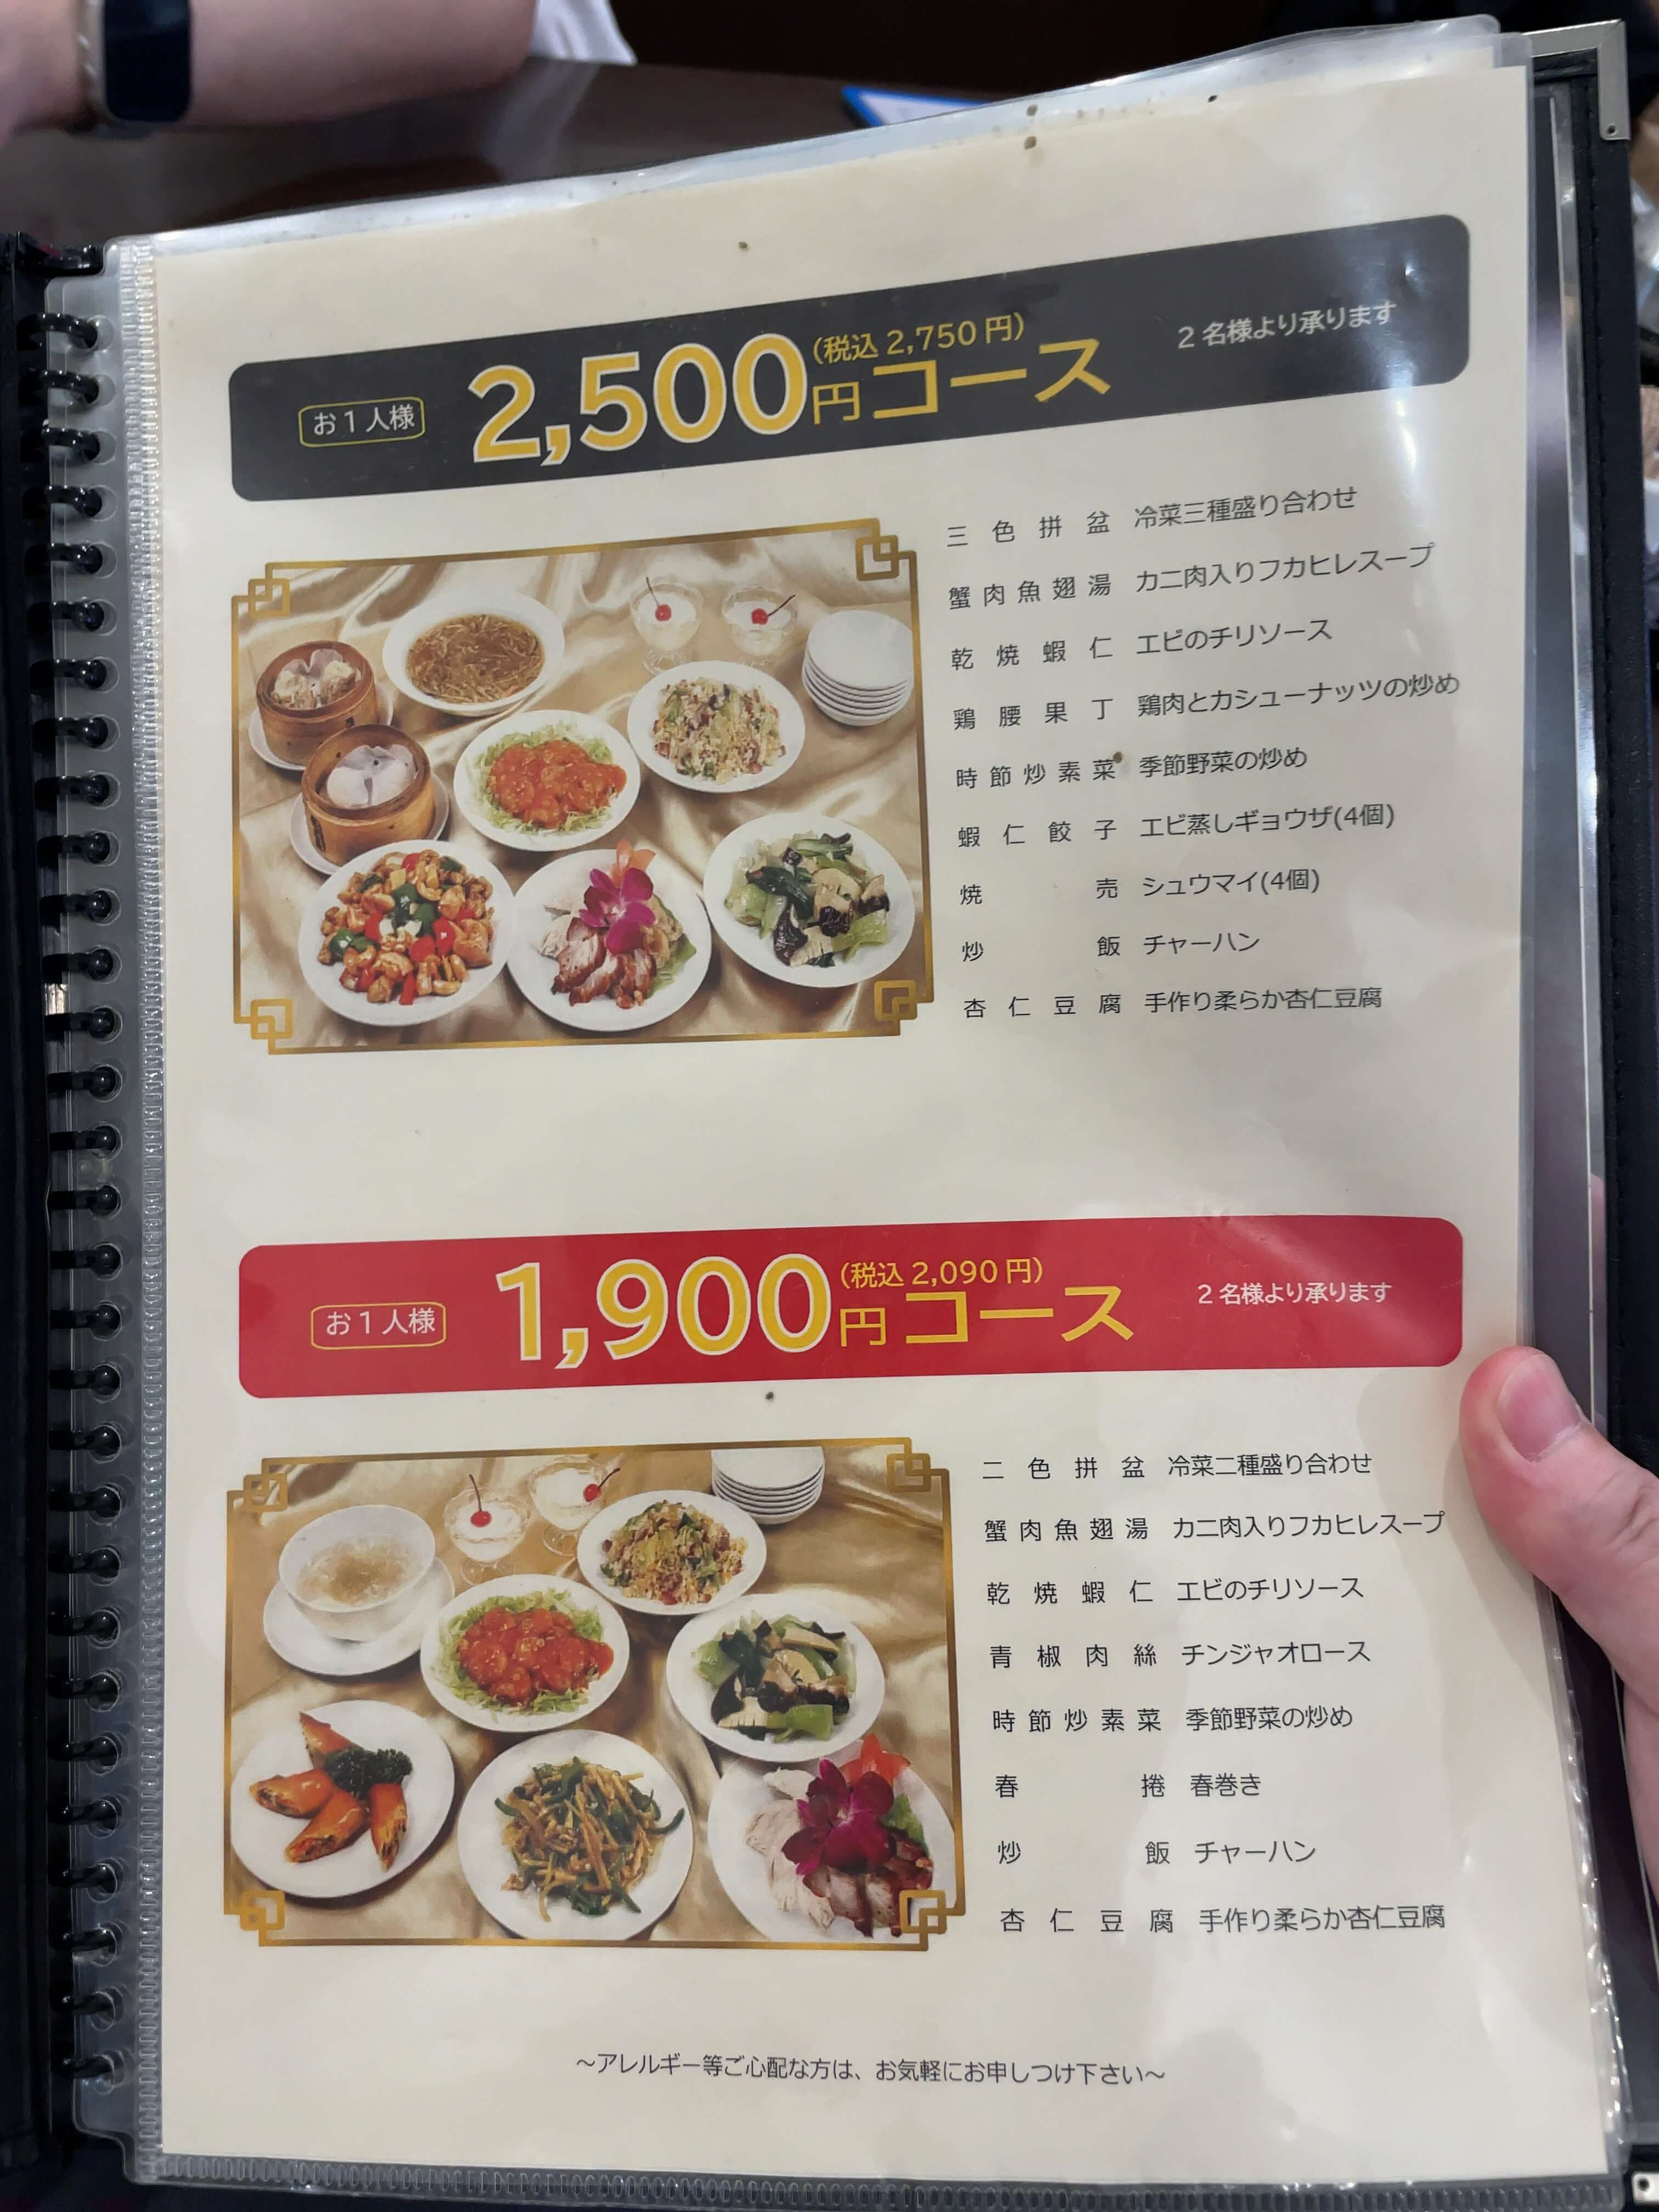 お1人様 2,500円コース (税込 2,750 円) 2 名様より承ります
三色拼盆 冷菜三種盛り合わせ
蟹肉魚翅湯 カニ肉入りフカヒレスープ
乾焼蝦仁 エビのチリソース
鶏腰果丁 鶏肉とカシューナッツの炒め
時節炒素菜 季節野菜の炒め
蝦仁餃子 エビ蒸しギョウザ(4個)
焼売 シュウマイ(4個)
炒飯 チャーハン
杏仁豆腐 手作り柔らか杏仁豆腐
お1人様 1,900円コース (税込 2,090 円) 2 名様より承ります
二色拼盆 冷菜二種盛り合わせ
蟹肉魚翅湯 カニ肉入りフカヒレスープ
乾焼蝦仁 エビのチリソース
青椒肉絲 チンジャオロース
時節炒素菜 季節野菜の炒め
春捲 春巻き
炒飯 チャーハン
杏仁豆腐 手作り柔らか杏仁豆腐
～アレルギー等ご心配な方は、お気軽にお申しつけ下さい～